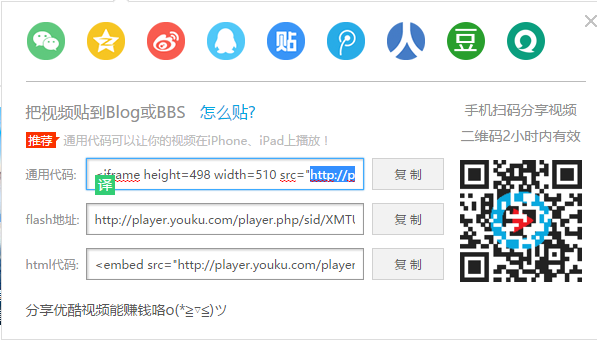 贴
豆
把视频贴到Blog或BBS 怎么贴?
手机扫码分享视频
二维码2小时内有效
推荐 通用代码可以让你的视频在iPhone、iPad上播放！
通用代码: <iframe height=498 width=510 src="http://p 复 制
译
flash地址: http://player.youku.com/player.php/sid/XMTU 复 制
html代码: <embed src="http://player.youku.com/player 复 制
分享优酷视频能赚钱咯o(*≧▽≦)ツ